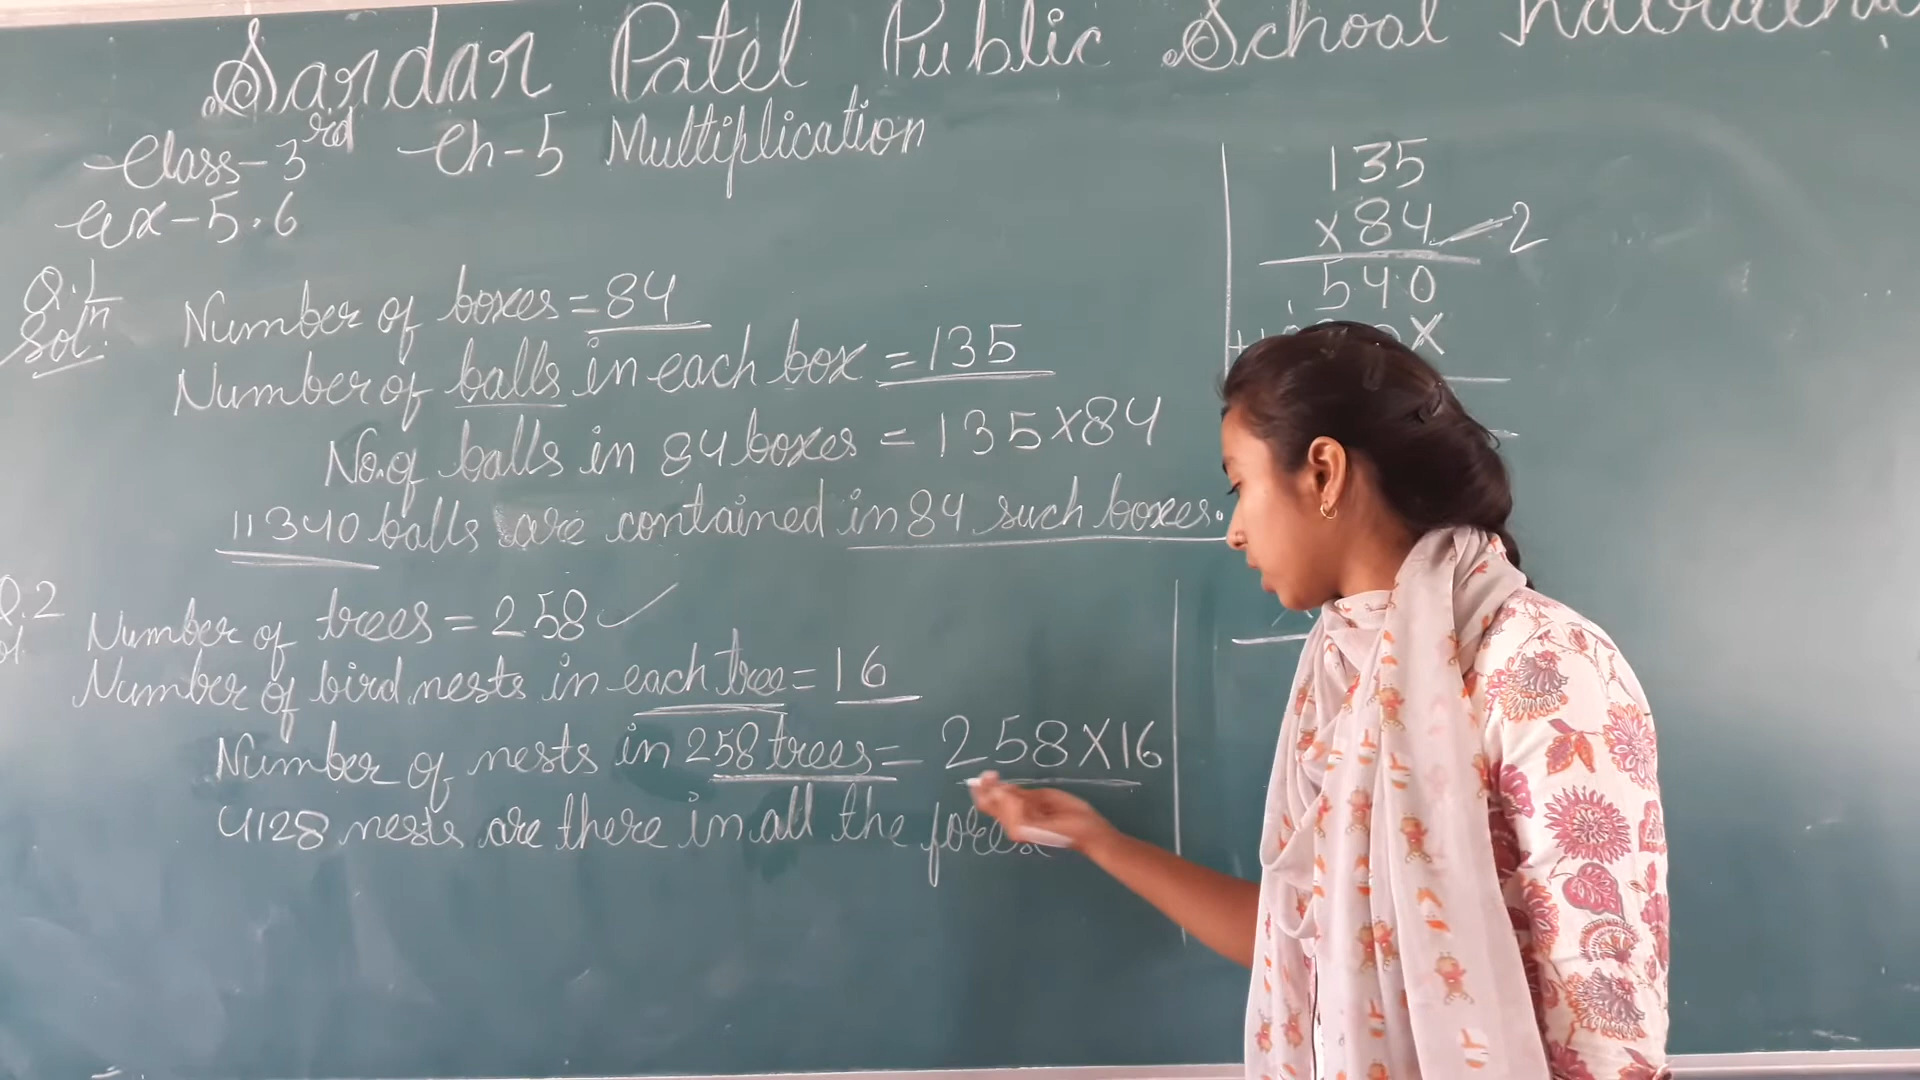 Sardar Patel Public School
Class-3rd Ch-5 Multiplication
Ex-5.6
Q.1
Soln. Number of boxes = 84
Number of balls in each box = 135
No. of balls in 84 boxes = 135×84
11340 balls are contained in 84 such boxes.
Q.2
Number of trees = 258 ✓
Number of bird nests in each tree = 16
Number of nests in 258 trees = 258×16
4128 nests are there in all the forest
135
×84 2
540